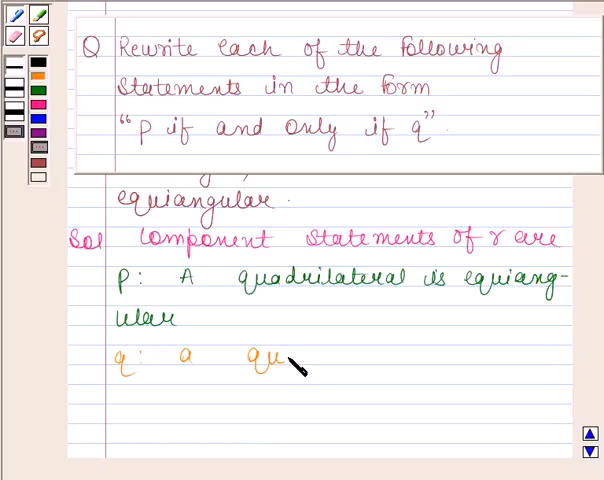 Q Rewrite each of the following
statements in the form
"p if and only if q".
equiangular.
Sol Component statements of r are
p: A quadrilateral is equiang-
ular
q: a qu